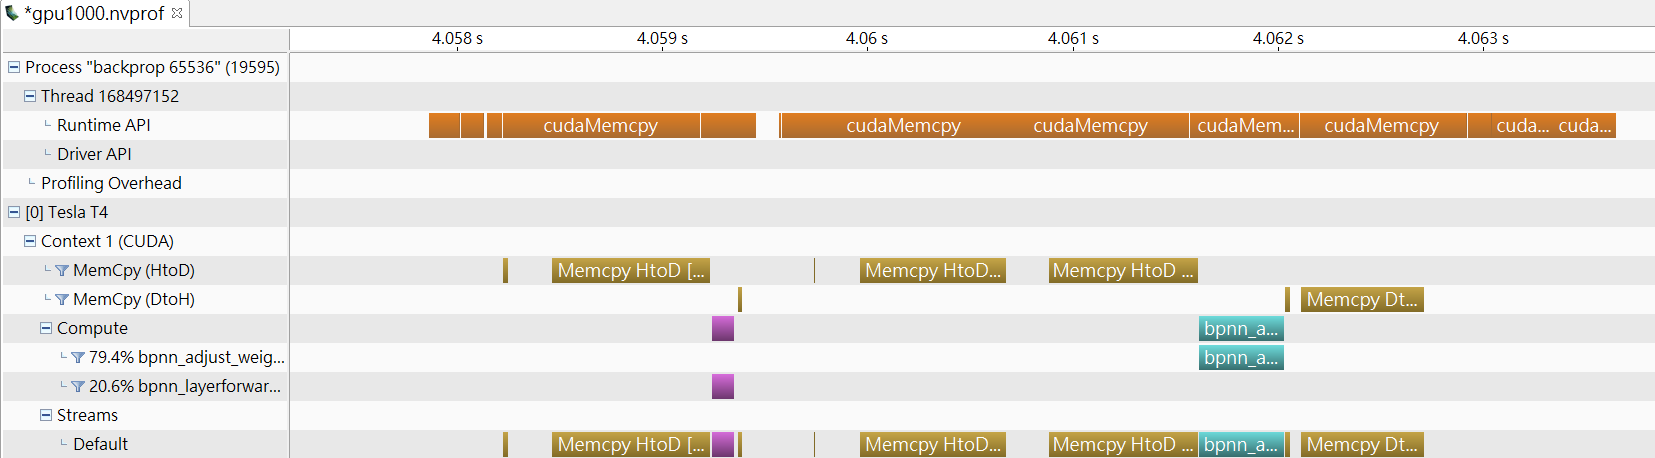 *gpu1000.nvprof
4.058 s 4.059 s 4.06 s 4.061 s 4.062 s 4.063 s
Process "backprop 65536" (19595)
Thread 168497152
Runtime API cudaMemcpy cudaMemcpy cudaMemcpy cudaMem... cudaMemcpy cuda... cuda...
Driver API
Profiling Overhead
[0] Tesla T4
Context 1 (CUDA)
MemCpy (HtoD) Memcpy HtoD [... Memcpy HtoD... Memcpy HtoD ...
MemCpy (DtoH) Memcpy Dt...
Compute bpnn_a...
79.4% bpnn_adjust_weig... bpnn_a...
20.6% bpnn_layerforwar...
Streams
Default Memcpy HtoD [... Memcpy HtoD... Memcpy HtoD ... bpnn_a... Memcpy Dt...